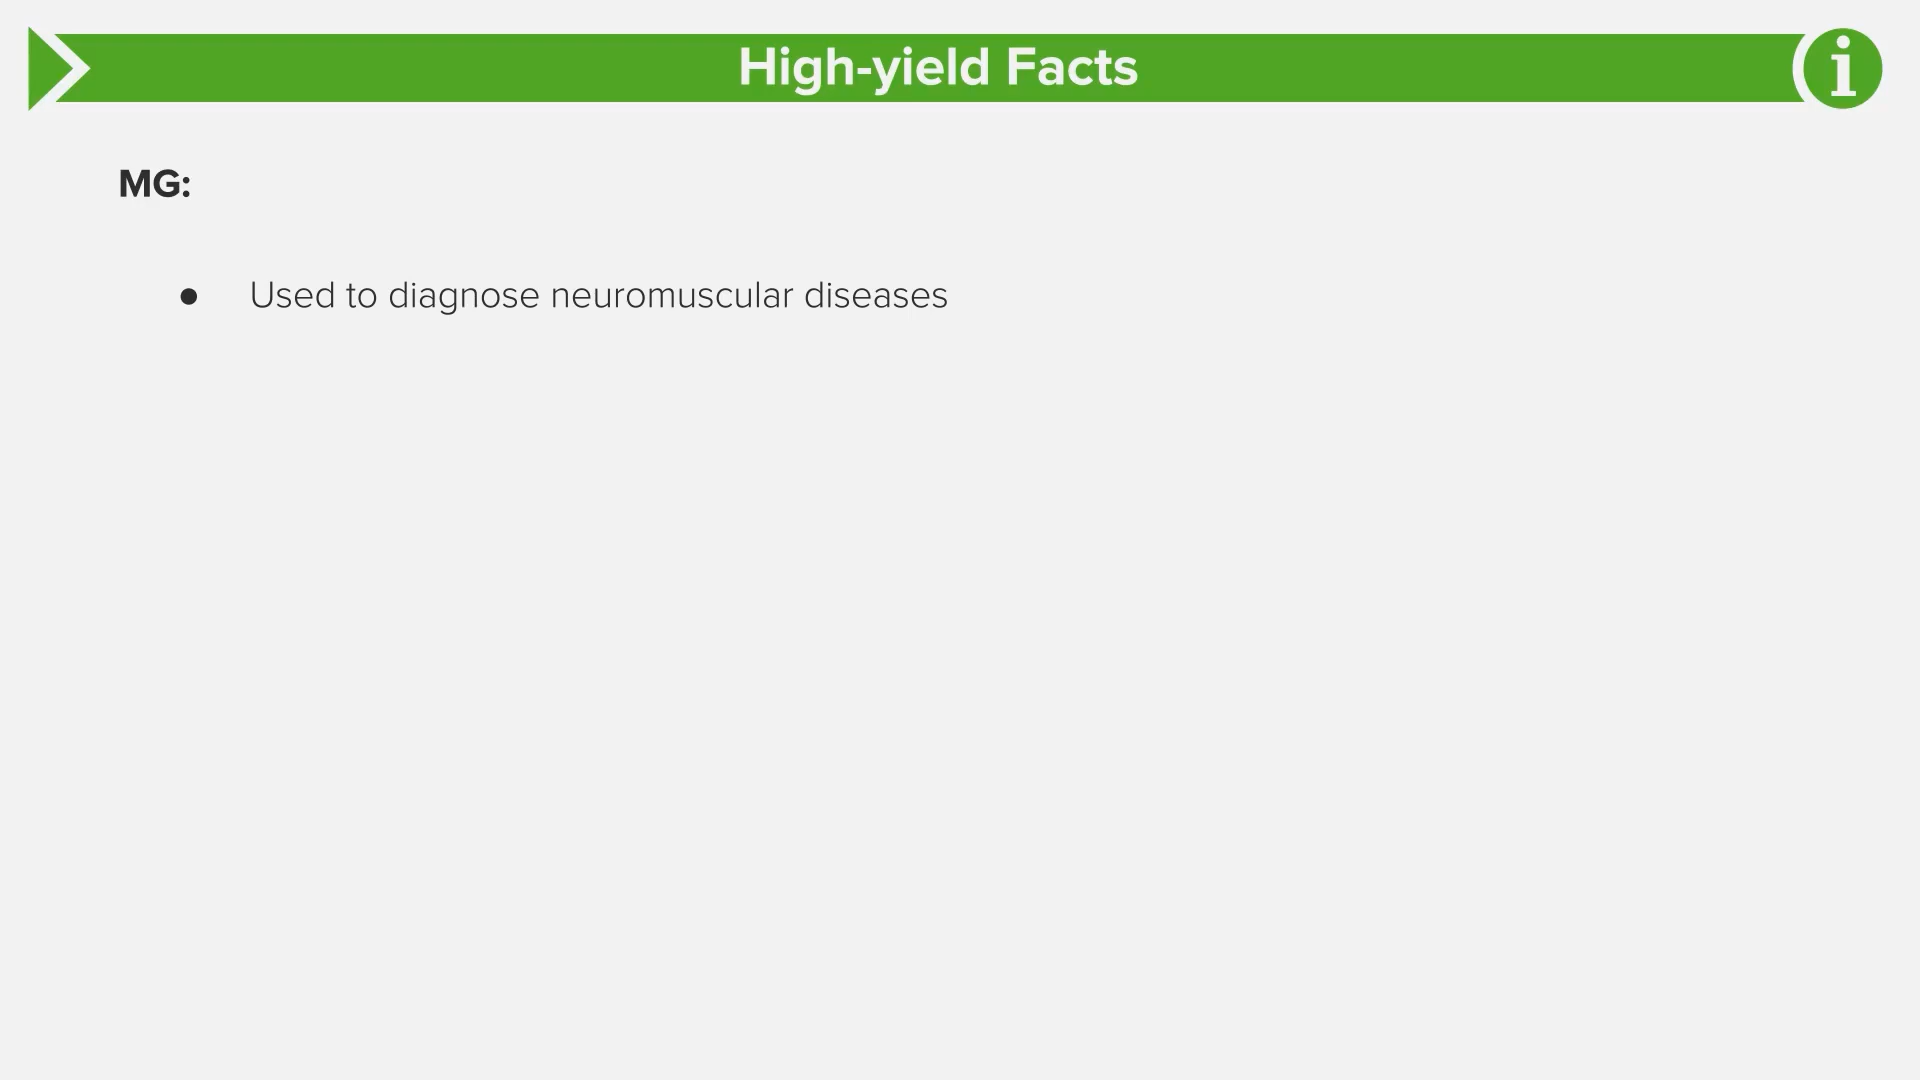 High-yield Facts
MG:
● Used to diagnose neuromuscular diseases